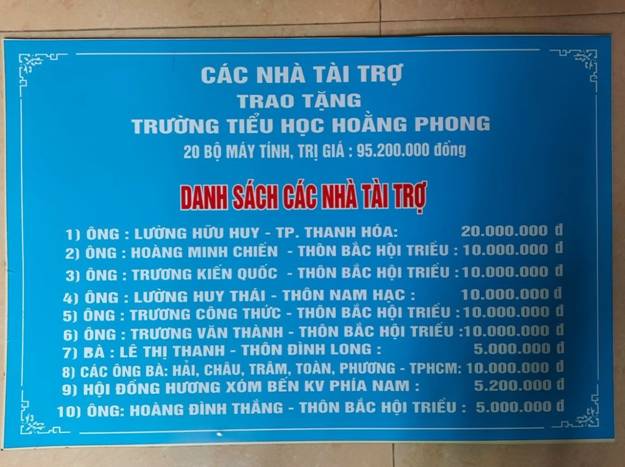 CÁC NHÀ TÀI TRỢ
TRAO TẶNG
TRƯỜNG TIỂU HỌC HOẰNG PHONG
20 BỘ MÁY TÍNH, TRỊ GIÁ : 95.200.000 đồng
DANH SÁCH CÁC NHÀ TÀI TRỢ
1) ÔNG : LƯỜNG HỮU HUY - TP. THANH HÓA: 20.000.000 đ
2) ÔNG : HOÀNG MINH CHIẾN - THÔN BẮC HỘI TRIỀU : 10.000.000 đ
3) ÔNG : TRƯƠNG KIẾN QUỐC - THÔN BẮC HỘI TRIỀU : 10.000.000 đ
4) ÔNG : LƯỜNG HUY THÁI - THÔN NAM HẠC : 10.000.000 đ
5) ÔNG : TRƯƠNG CÔNG THỨC - THÔN BẮC HỘI TRIỀU : 10.000.000 đ
6) ÔNG : TRƯƠNG VĂN THÀNH - THÔN BẮC HỘI TRIỀU : 10.000.000 đ
7) BÀ : LÊ THỊ THANH - THÔN ĐÌNH LONG : 5.000.000 đ
8) CÁC ÔNG BÀ: HẢI, CHÂU, TRÂM, TOÀN, PHƯƠNG - TPHCM: 10.000.000 đ
9) HỘI ĐỒNG HƯƠNG XÓM BẾN KV PHÍA NAM : 5.200.000 đ
10) ÔNG: HOÀNG ĐÌNH THẮNG - THÔN BẮC HỘI TRIỀU : 5.000.000 đ